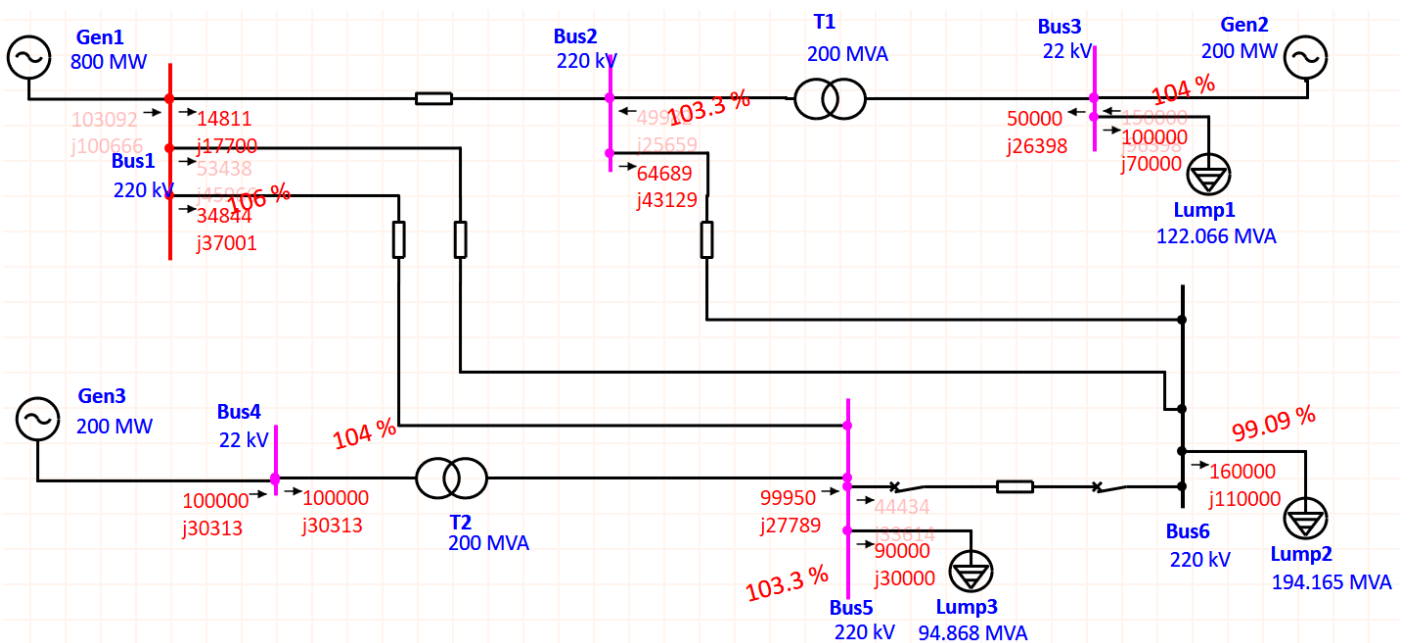 Gen1
800 MW
103092
j100666
14811
j17700
Bus1
220 kV
53438
106 %
34844
j37001
Bus2
220 kV
103.3 %
j25659
64689
j43129
T1
200 MVA
Bus3
22 kV
Gen2
200 MW
104 %
50000
j26398
150000
100000
j70000
Lump1
122.066 MVA
Gen3
200 MW
Bus4
22 kV
104 %
100000
j30313
100000
j30313
T2
200 MVA
99950
j27789
44434
j33614
90000
j30000
103.3 %
Bus5
220 kV
Lump3
94.868 MVA
99.09 %
160000
j110000
Bus6
220 kV
Lump2
194.165 MVA